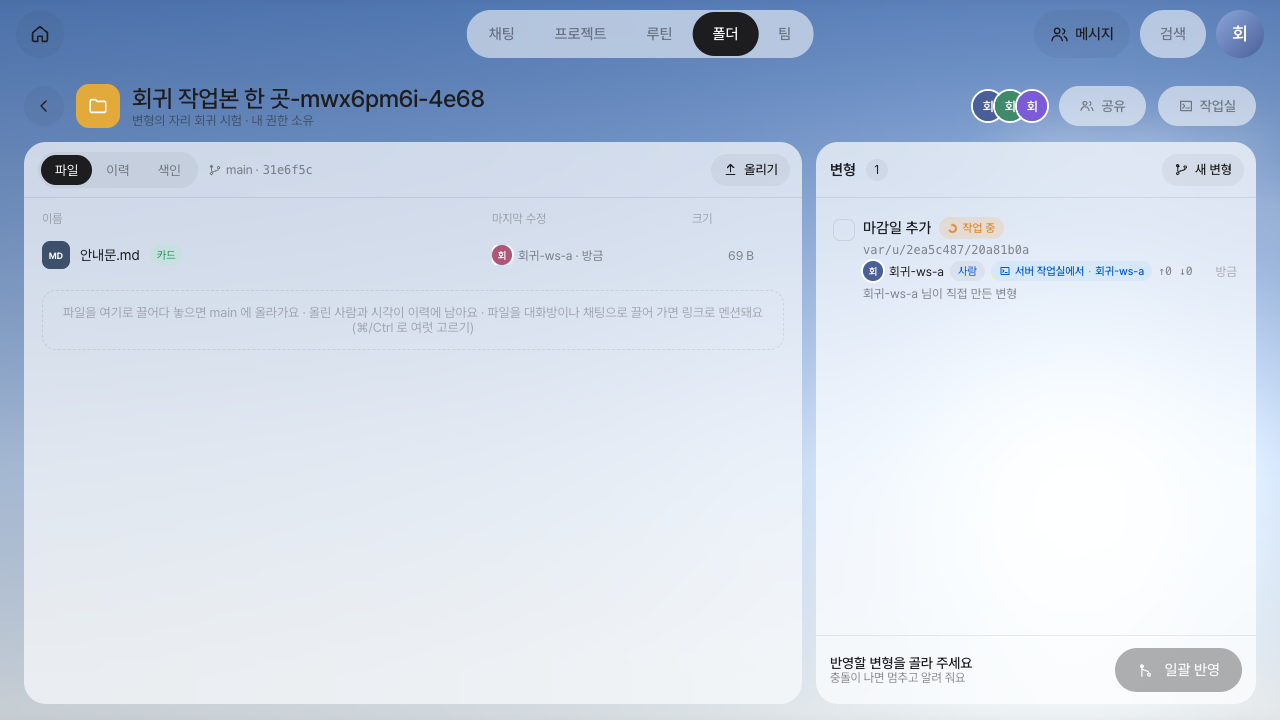 채팅
프로젝트
루틴
폴더
팀
메시지
검색
회
회귀 작업본 한 곳-mwx6pm6i-4e68
변형의 자리 회귀 시험 · 내 권한 소유
회
회
회
공유
작업실
파일
이력
색인
main · 31e6f5c
올리기
이름
마지막 수정
크기
MD
안내문.md
카드
회
회귀-ws-a · 방금
69 B
파일을 여기로 끌어다 놓으면 main 에 올라가요 · 올린 사람과 시각이 이력에 남아요 · 파일을 대화방이나 채팅으로 끌어 가면 링크로 멘션돼요
(⌘/Ctrl 로 여럿 고르기)
변형
1
새 변형
마감일 추가
작업 중
var/u/2ea5c487/20a81b0a
회
회귀-ws-a
사람
서버 작업실에서 · 회귀-ws-a
↑0 ↓0
방금
회귀-ws-a 님이 직접 만든 변형
반영할 변형을 골라 주세요
충돌이 나면 멈추고 알려 줘요
일괄 반영